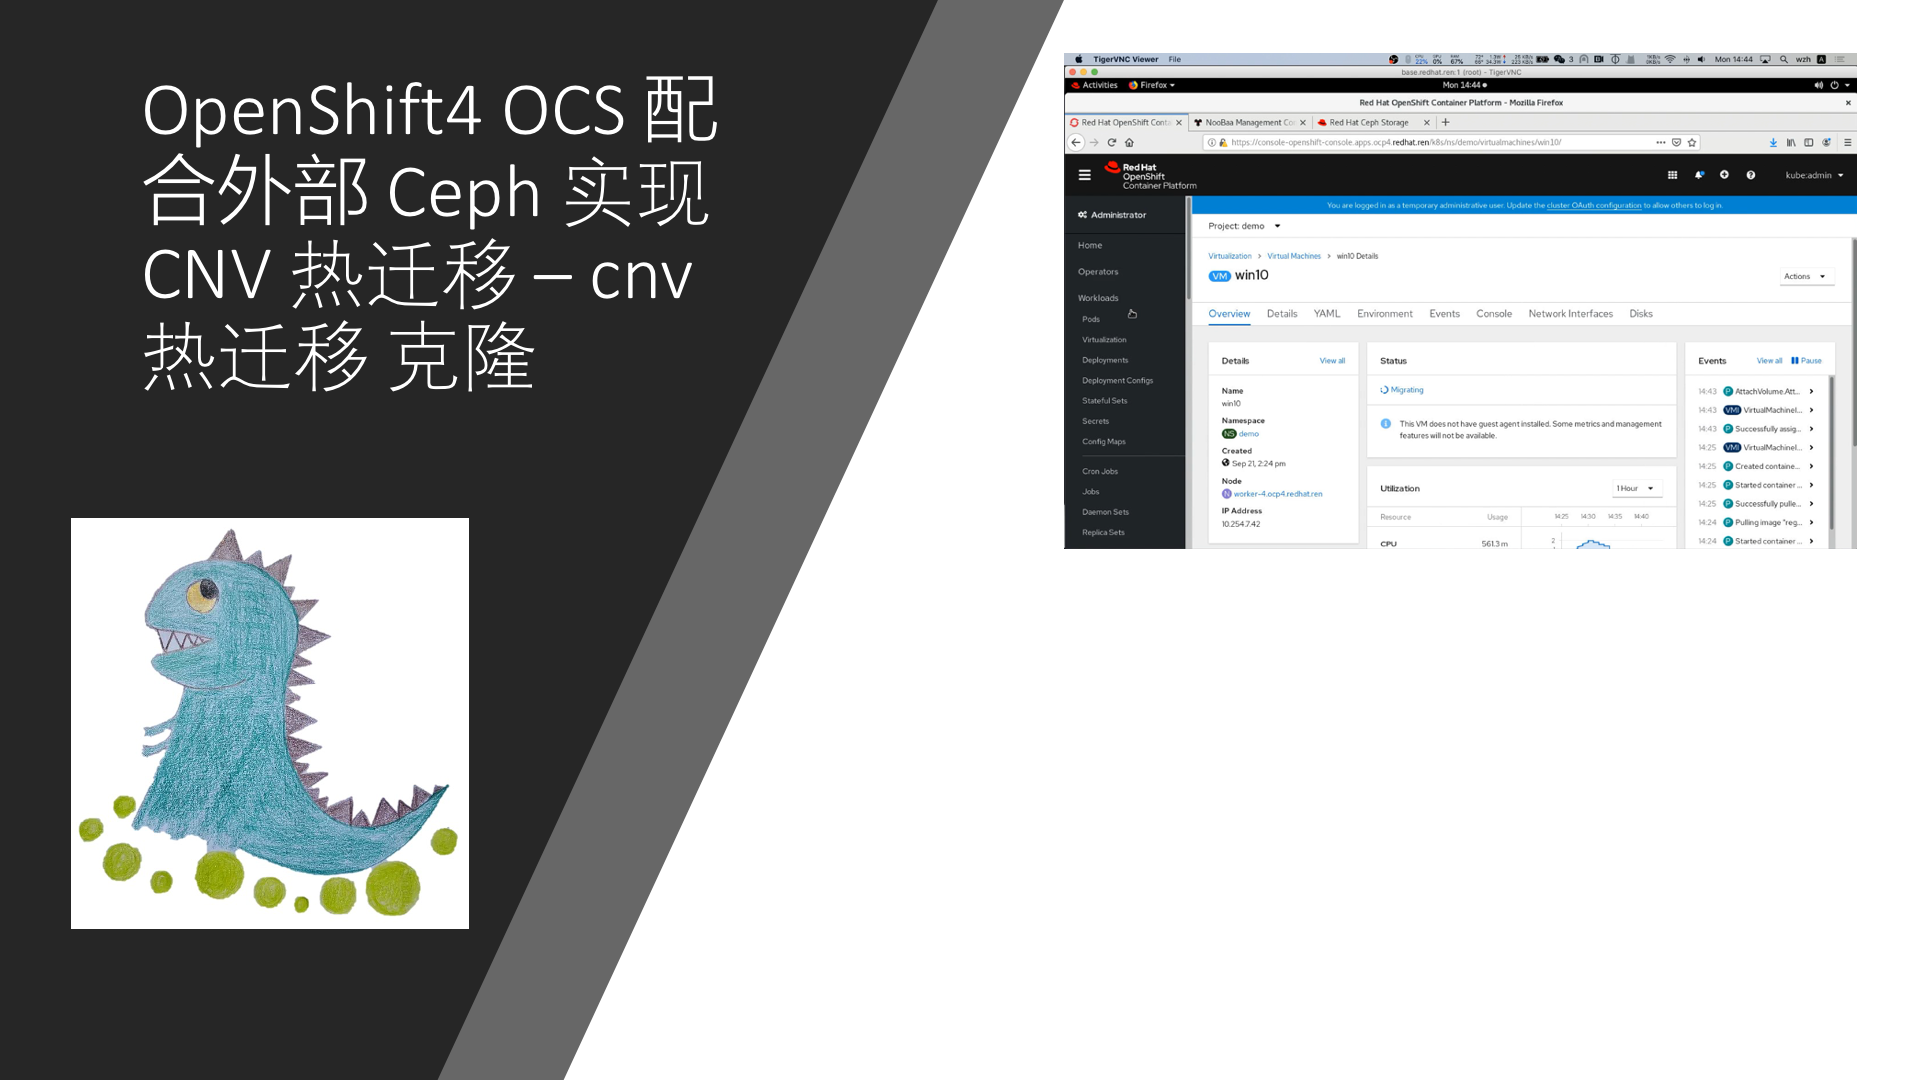 OpenShift4 OCS 配
合外部 Ceph 实现
CNV 热迁移 – cnv
热迁移 克隆
TigerVNC Viewer File
Mon 14:44 wzh
base.redhat.ren:1 (root) - TigerVNC
Activities Firefox Mon 14:44
Red Hat OpenShift Container Platform - Mozilla Firefox
Red Hat OpenShift Conta NooBaa Management Co Red Hat Ceph Storage
https://console-openshift-console.apps.ocp4.redhat.ren/k8s/ns/demo/virtualmachines/win10/
Red Hat
OpenShift
Container Platform
kube:admin
You are logged in as a temporary administrative user. Update the cluster OAuth configuration to allow others to log in.
Administrator
Home
Operators
Workloads
Pods
Virtualization
Deployments
Deployment Configs
Stateful Sets
Secrets
Config Maps
Cron Jobs
Jobs
Daemon Sets
Replica Sets
Project: demo
Virtualization > Virtual Machines > win10 Details
VM win10
Actions
Overview Details YAML Environment Events Console Network Interfaces Disks
Details View all
Name
win10
Namespace
NS demo
Created
Sep 21, 2:24 pm
Node
N worker-4.ocp4.redhat.ren
IP Address
10.254.7.42
Status
Migrating
This VM does not have guest agent installed. Some metrics and management
features will not be available.
Utilization 1 Hour
Resource Usage 14:25 14:30 14:35 14:40
CPU 561.3 m 2
Events View all Pause
14:43 P AttachVolume.Att...
14:43 VMI VirtualMachineI...
14:43 P Successfully assig...
14:25 VMI VirtualMachineI...
14:25 P Created containe...
14:25 P Started container ...
14:25 P Successfully pulle...
14:24 P Pulling image "reg...
14:24 P Started container ...